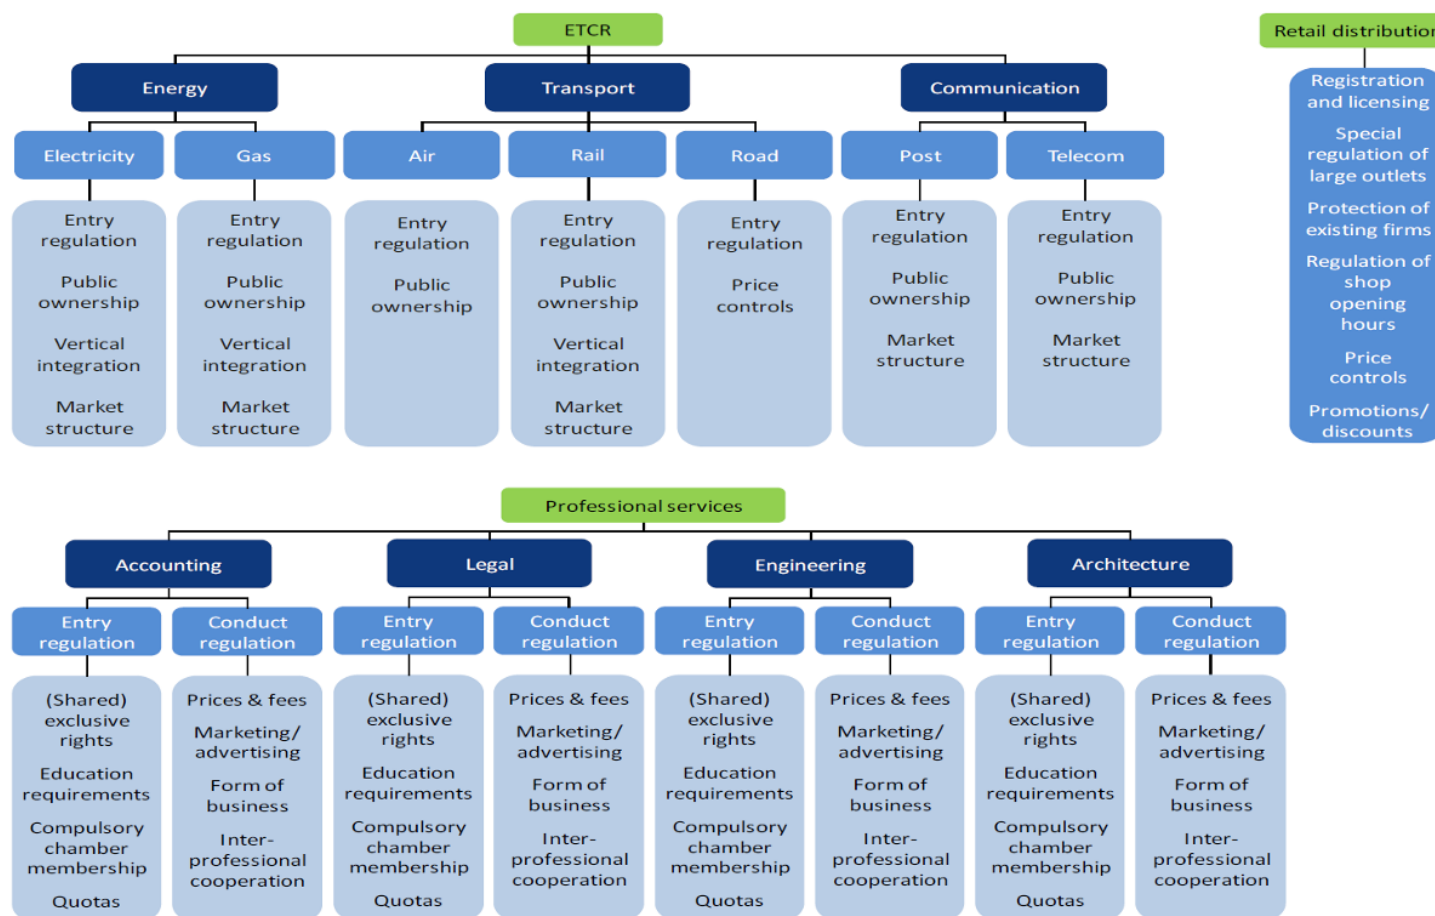 ETCR
Energy
Transport
Communication
Electricity
Gas
Air
Rail
Road
Post
Telecom
Entry
regulation
Public
ownership
Vertical
integration
Market
structure
Entry
regulation
Public
ownership
Vertical
integration
Market
structure
Entry
regulation
Public
ownership
Entry
regulation
Public
ownership
Vertical
integration
Market
structure
Entry
regulation
Price
controls
Entry
regulation
Public
ownership
Market
structure
Entry
regulation
Public
ownership
Market
structure
Retail distribution
Registration
and licensing
Special
regulation of
large outlets
Protection of
existing firms
Regulation of
shop
opening
hours
Price
controls
Promotions/
discounts
Professional services
Accounting
Legal
Engineering
Architecture
Entry
regulation
Conduct
regulation
Entry
regulation
Conduct
regulation
Entry
regulation
Conduct
regulation
Entry
regulation
Conduct
regulation
(Shared)
exclusive
rights
Education
requirements
Compulsory
chamber
membership
Quotas
Prices & fees
Marketing/
advertising
Form of
business
Inter-
professional
cooperation
(Shared)
exclusive
rights
Education
requirements
Compulsory
chamber
membership
Quotas
Prices & fees
Marketing/
advertising
Form of
business
Inter-
professional
cooperation
(Shared)
exclusive
rights
Education
requirements
Compulsory
chamber
membership
Quotas
Prices & fees
Marketing/
advertising
Form of
business
Inter-
professional
cooperation
(Shared)
exclusive
rights
Education
requirements
Compulsory
chamber
membership
Quotas
Prices & fees
Marketing/
advertising
Form of
business
Inter-
professional
cooperation